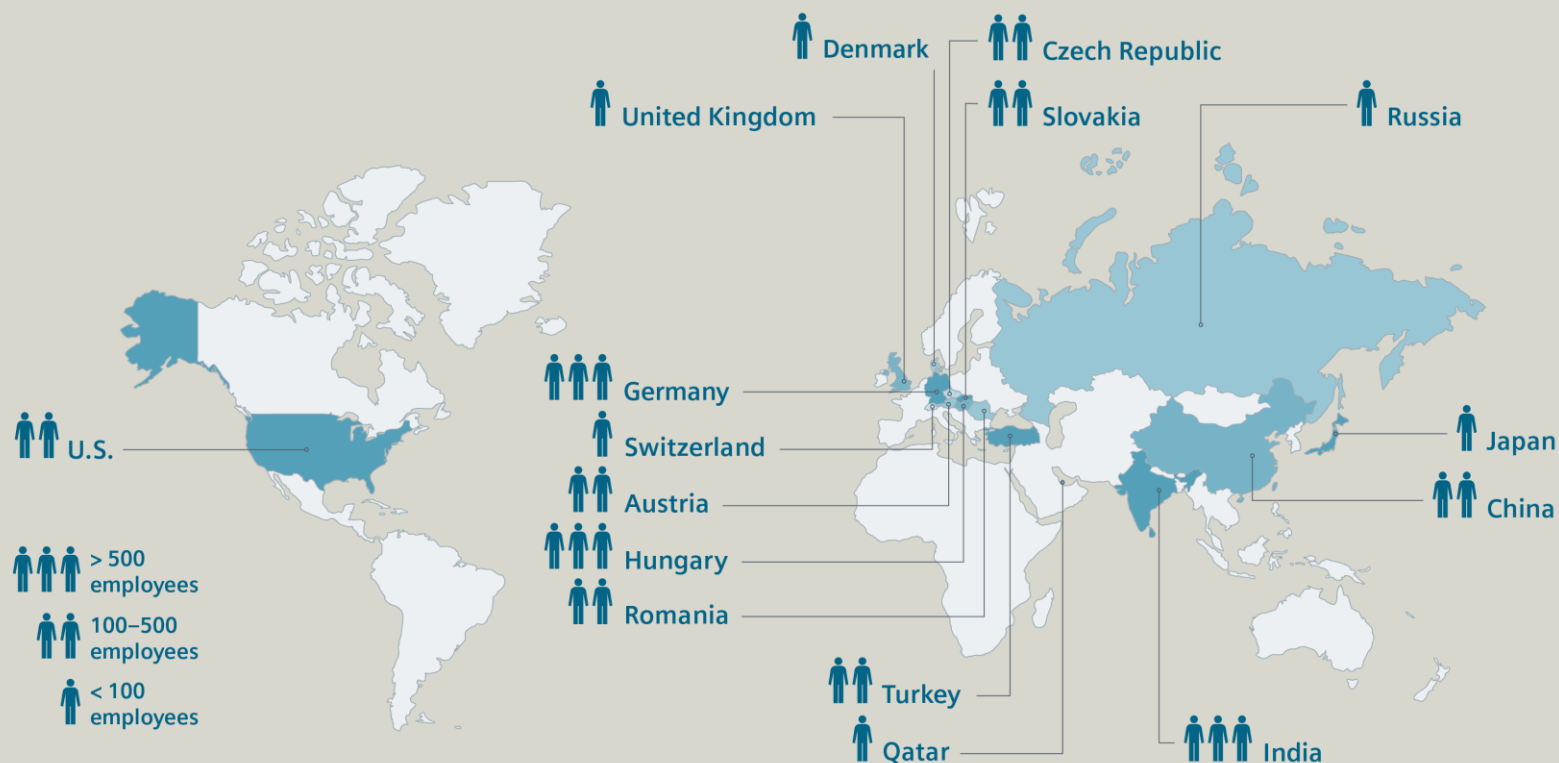 Denmark
Czech Republic
United Kingdom
Slovakia
Russia
Germany
U.S.
Switzerland
Japan
Austria
China
Hungary
Romania
> 500
employees
100–500
employees
< 100
employees
Turkey
Qatar
India